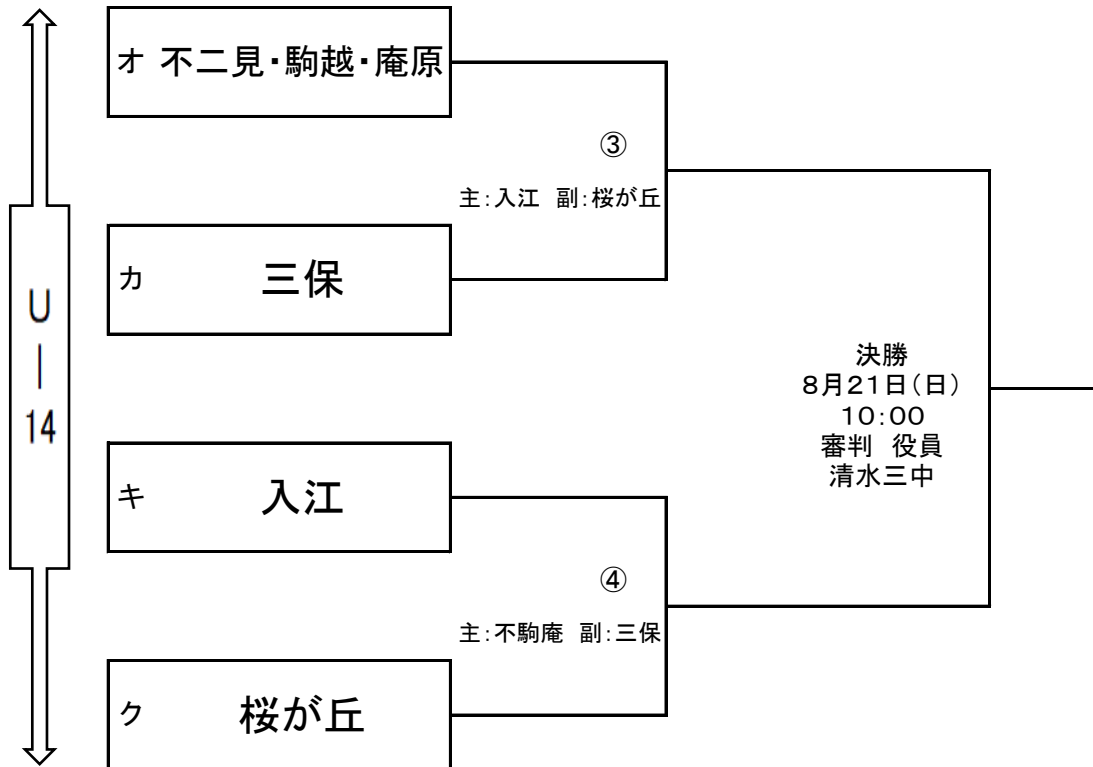 オ 不二見・駒越・庵原
③
主:入江 副:桜が丘
カ 三保
U
|
14
決勝
8月21日(日)
10:00
審判 役員
清水三中
キ 入江
④
主:不駒庵 副:三保
ク 桜が丘